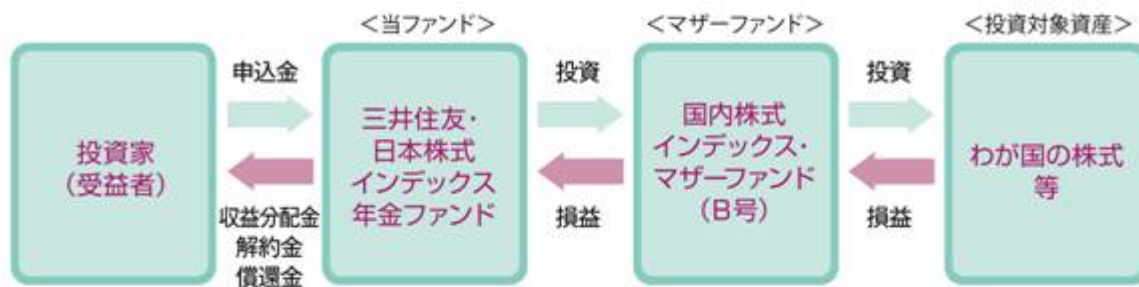 <当ファンド>
<マザーファンド>
<投資対象資産>
投資家
(受益者)
申込金
収益分配金
解約金
償還金
三井住友・
日本株式
インデックス
年金ファンド
投資
損益
国内株式
インデックス・
マザーファンド
(B号)
投資
損益
わが国の株式
等